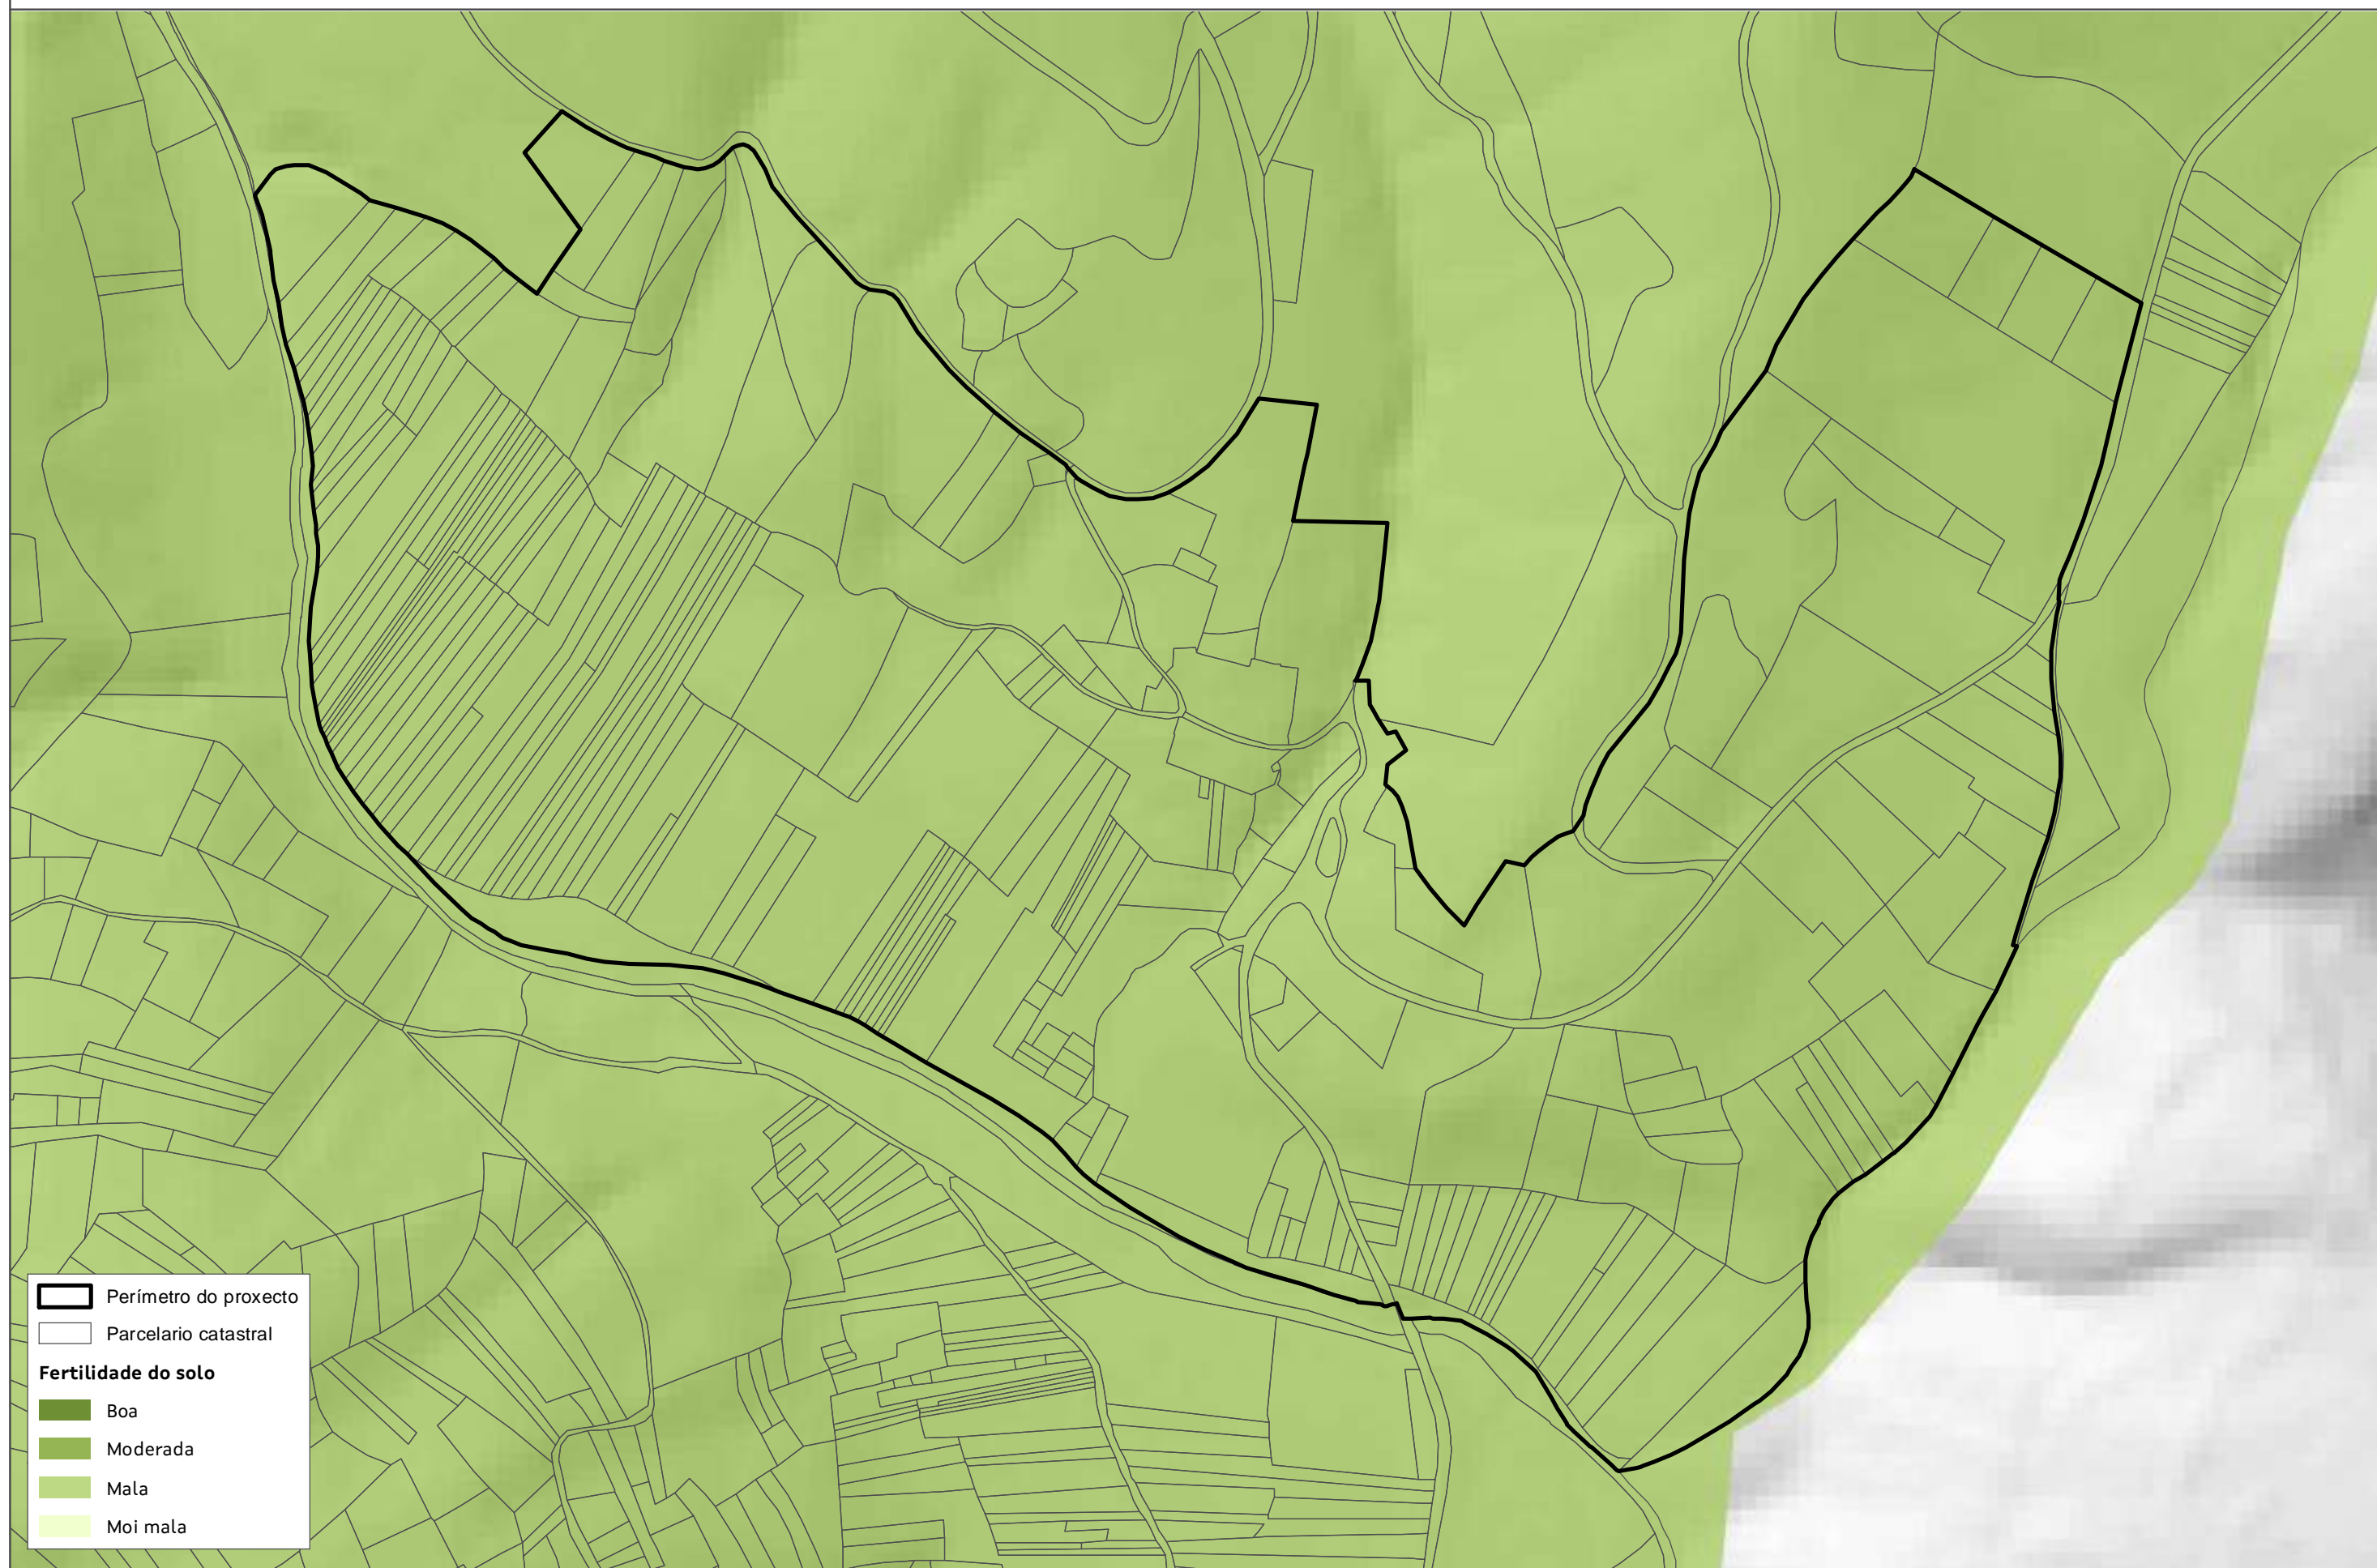 Perímetro do proxecto
Parcelario catastral
Fertilidade do solo
Boa
Moderada
Mala
Moi mala